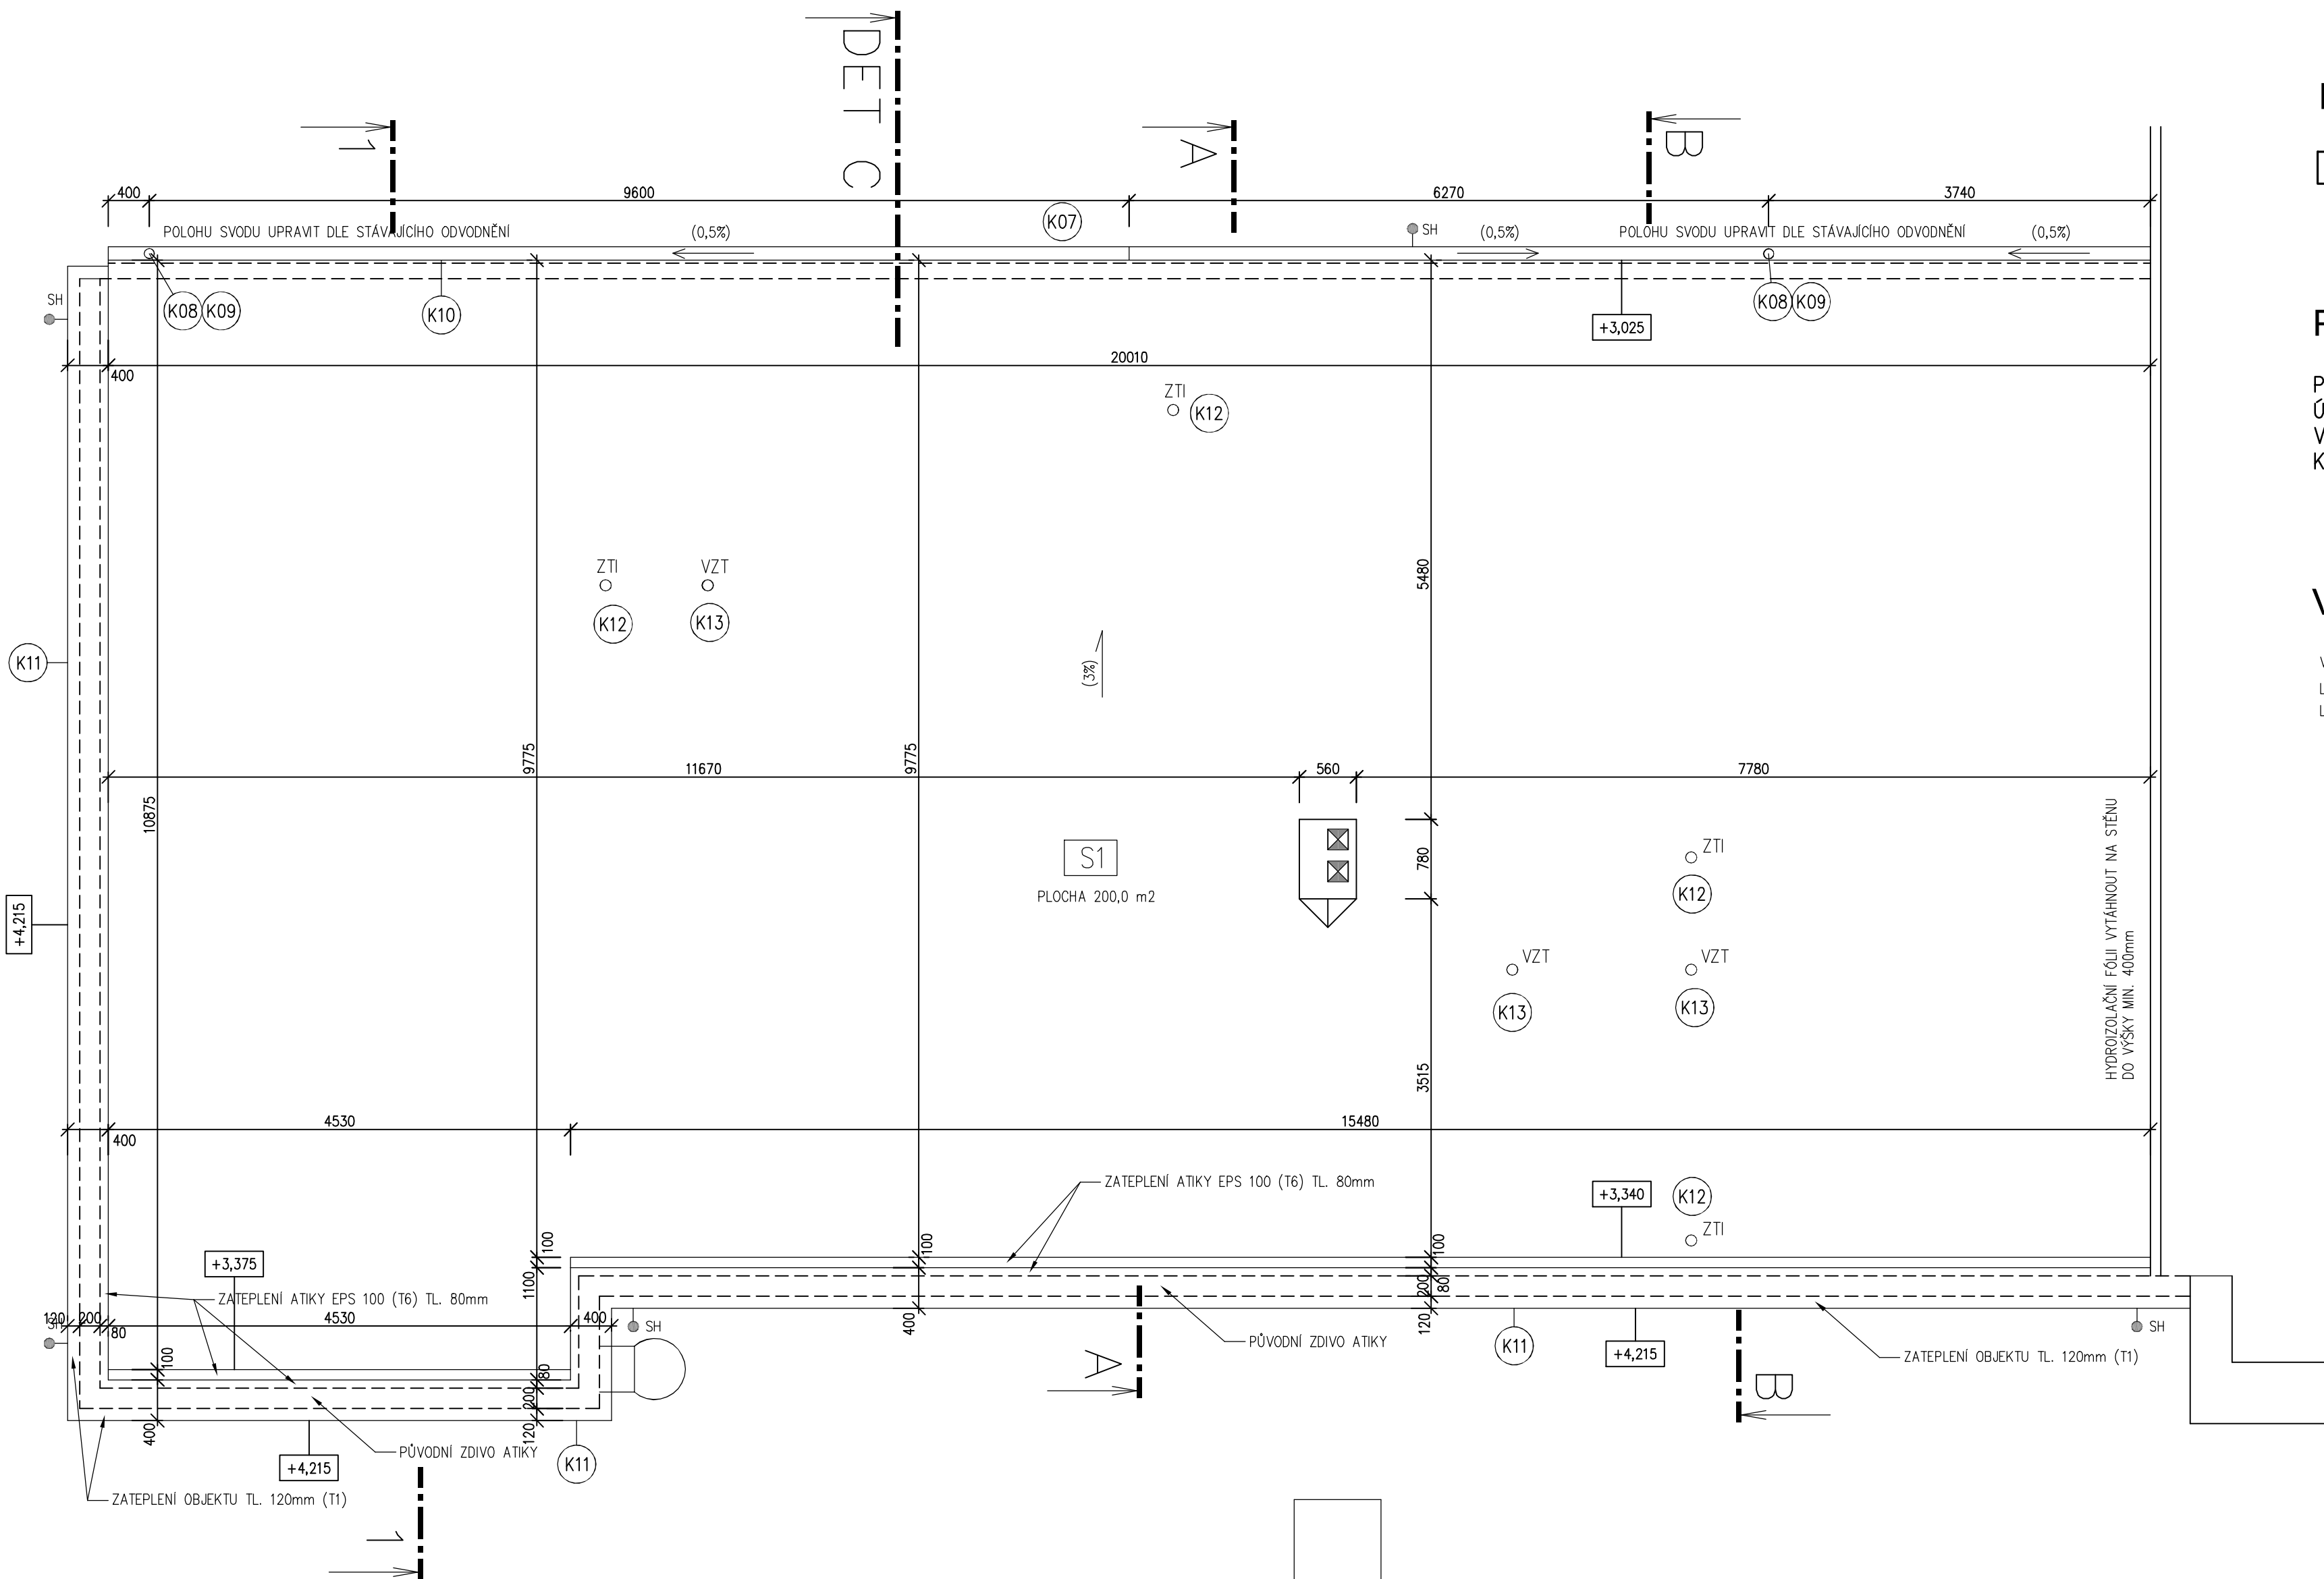 DET C
1
A
B
400
9600
6270
3740
K07
POLOHU SVODU UPRAVIT DLE STÁVAJÍCÍHO ODVODNĚNÍ
(0,5%)
SH
(0,5%)
POLOHU SVODU UPRAVIT DLE STÁVAJÍCÍHO ODVODNĚNÍ
(0,5%)
SH
K08
K09
K10
K08
K09
+3,025
20010
400
ZTI
K12
ZTI
VZT
K12
K13
5480
(3%)
K11
9775
9775
11670
560
7780
10875
S1
PLOCHA 200,0 m2
780
ZTI
K12
+4,215
VZT
VZT
K13
K13
HYDROIZOLAČNÍ FÓLII VYTÁHNOUT NA STĚNU
DO VÝŠKY MIN. 400mm
3515
4530
15480
400
ZATEPLENÍ ATIKY EPS 100 (T6) TL. 80mm
+3,340
K12
ZTI
100
100
100
+3,375
1100
200
80
ZATEPLENÍ ATIKY EPS 100 (T6) TL. 80mm
120
200
80
4530
400
SH
SH
400
120
PŮVODNÍ ZDIVO ATIKY
K11
+4,215
ZATEPLENÍ OBJEKTU TL. 120mm (T1)
SH
100
80
200
120
400
A
B
PŮVODNÍ ZDIVO ATIKY
+4,215
K11
ZATEPLENÍ OBJEKTU TL. 120mm (T1)
1